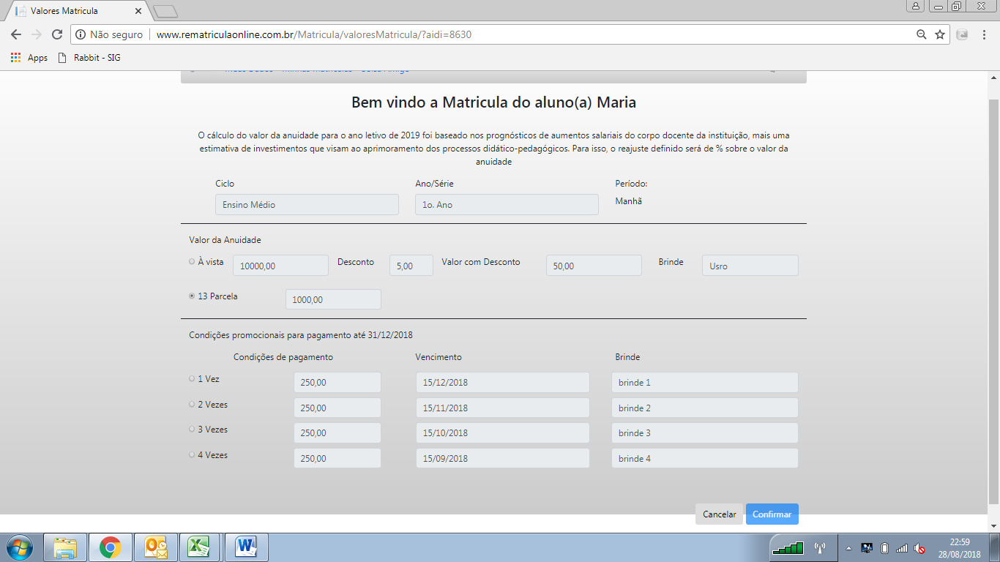 Valores Matricula
Não seguro
www.rematriculaonline.com.br/Matricula/valoresMatricula/?aidi=8630
Apps
Rabbit - SIG
Bem vindo a Matricula do aluno(a) Maria
O cálculo do valor da anuidade para o ano letivo de 2019 foi baseado nos prognósticos de aumentos salariais do corpo docente da instituição, mais uma
estimativa de investimentos que visam ao aprimoramento dos processos didático-pedagógicos. Para isso, o reajuste definido será de % sobre o valor da
anuidade
Ciclo Ano/Série Período:
Ensino Médio 1o. Ano Manhã
Valor da Anuidade
À vista 10000,00 Desconto 5,00 Valor com Desconto 50,00 Brinde Usro
13 Parcela 1000,00
Condições promocionais para pagamento até 31/12/2018
Condições de pagamento Vencimento Brinde
1 Vez 250,00 15/12/2018 brinde 1
2 Vezes 250,00 15/11/2018 brinde 2
3 Vezes 250,00 15/10/2018 brinde 3
4 Vezes 250,00 15/09/2018 brinde 4
Cancelar Confirmar
22:59
28/08/2018